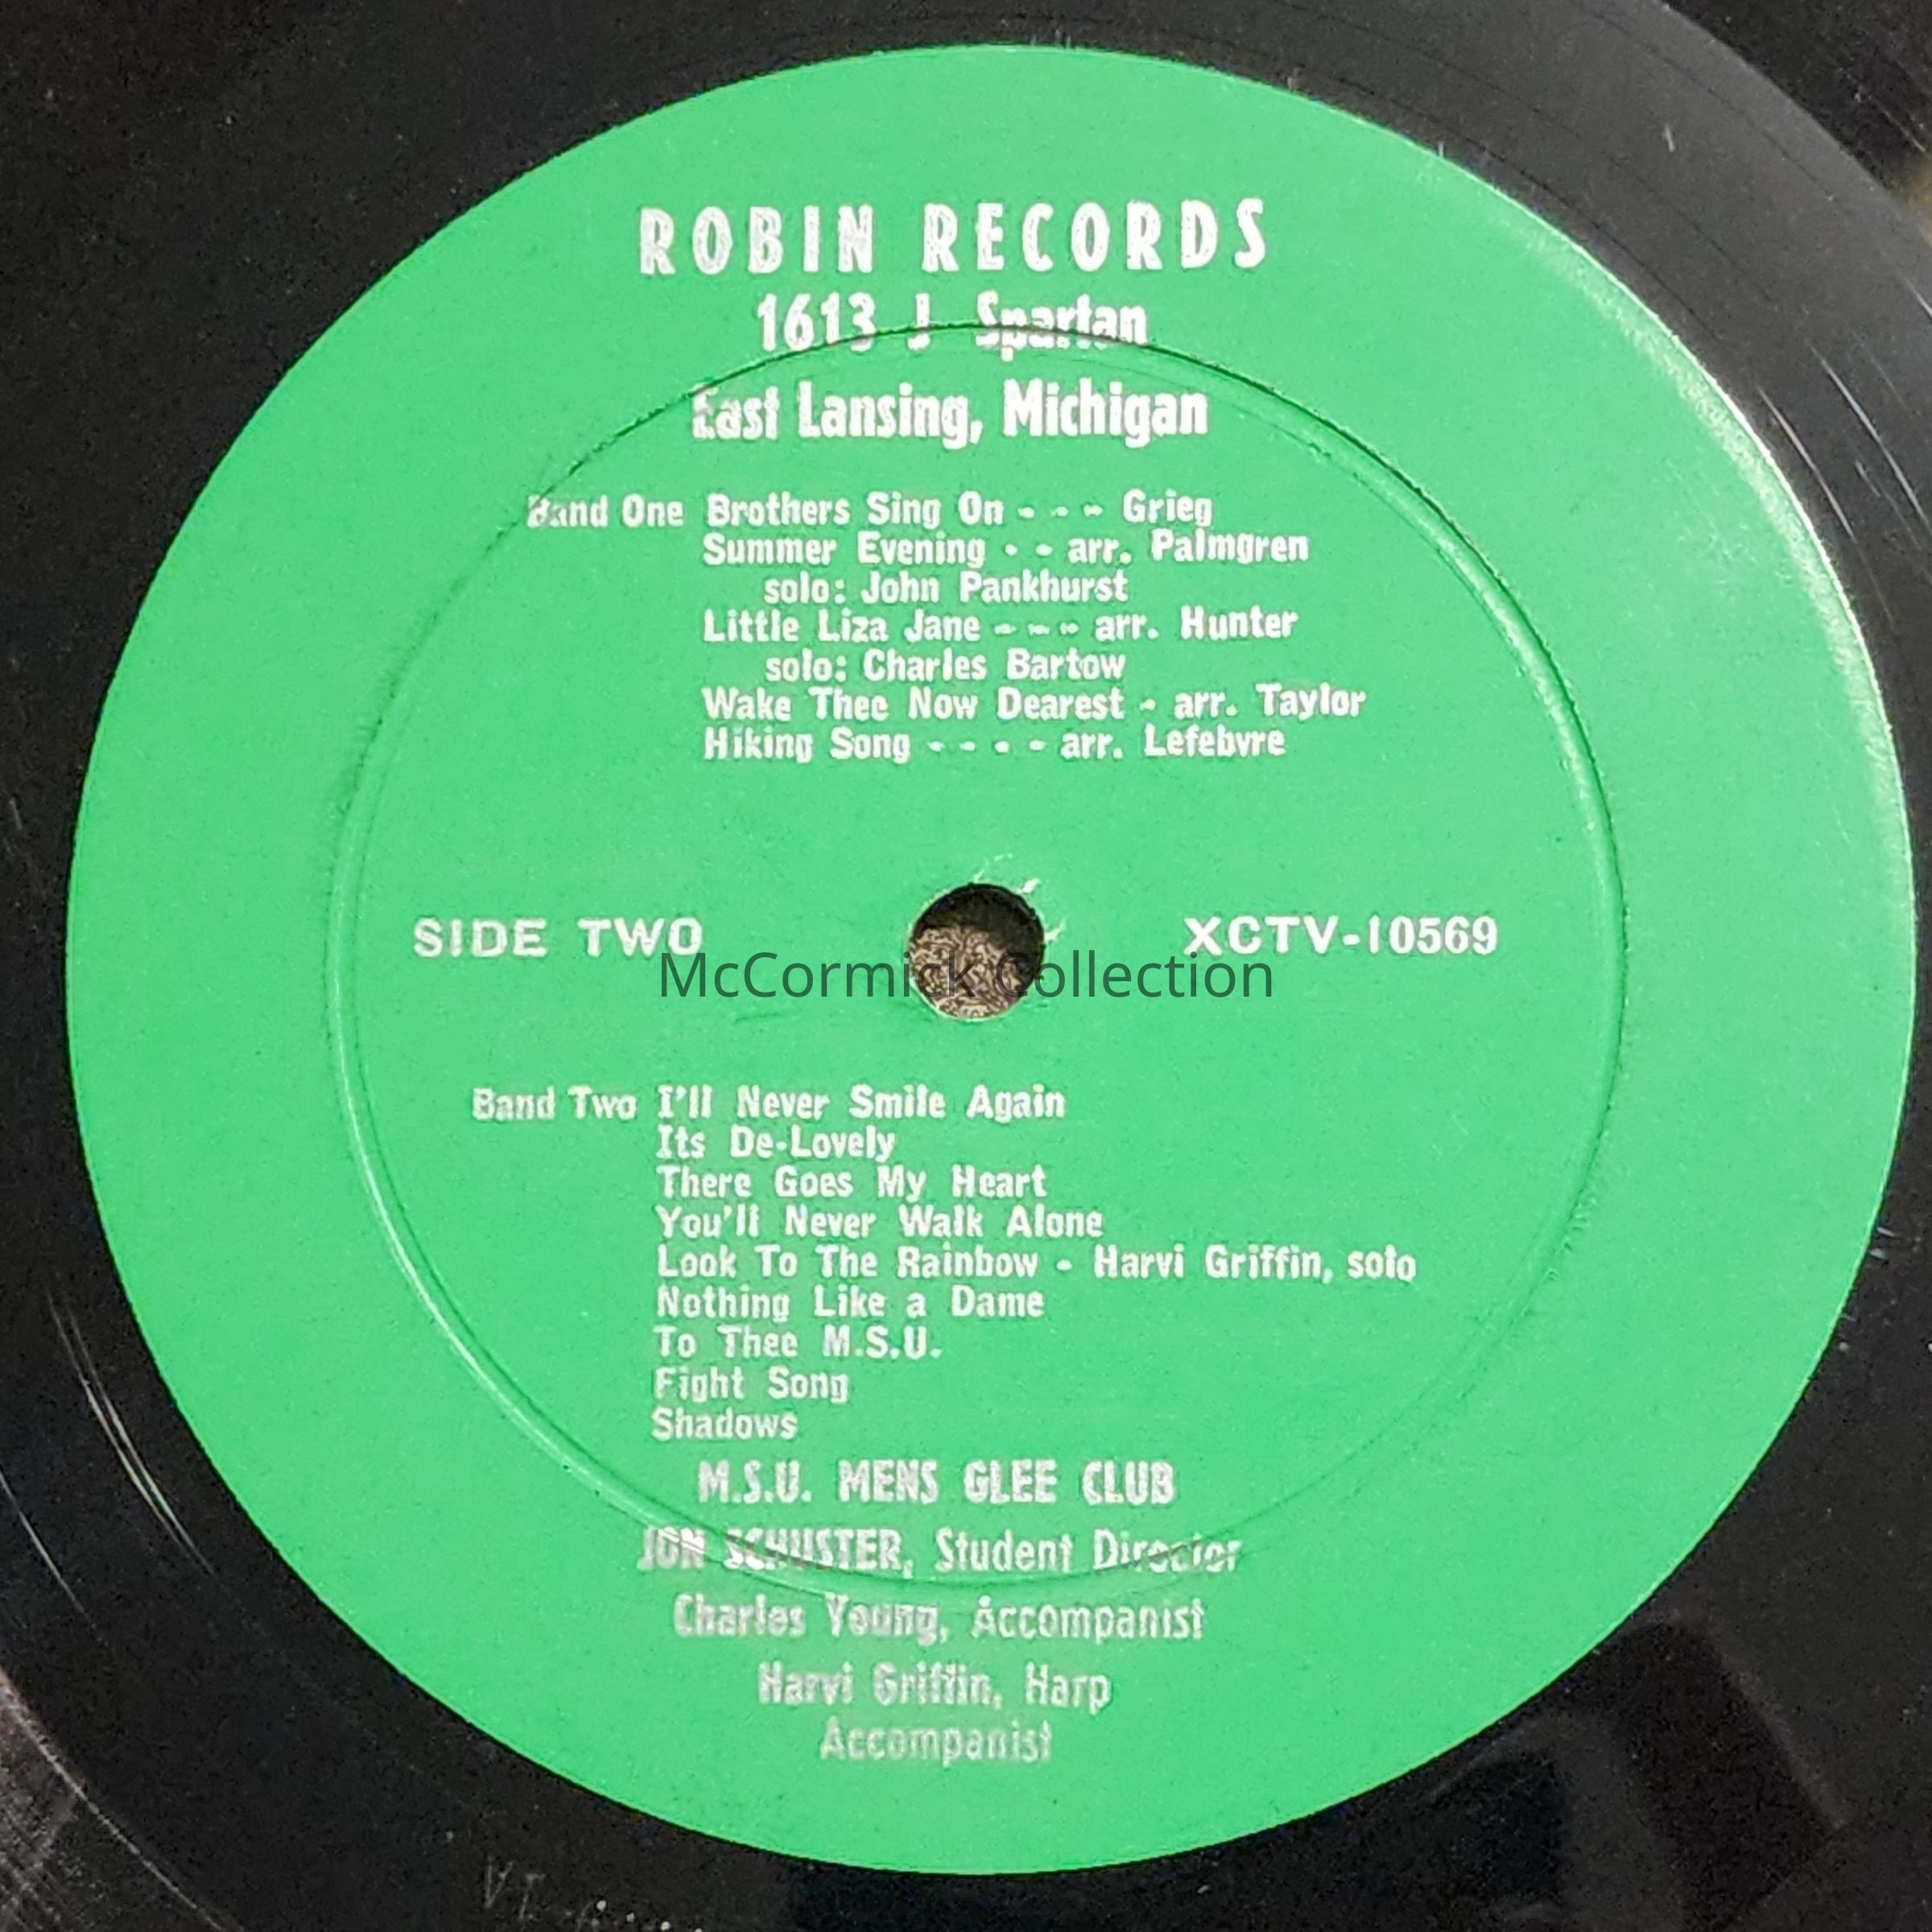 ROBIN RECORDS
1613 J Spartan
East Lansing, Michigan
Band One Brothers Sing On - - - Grieg
Summer Evening - - arr. Palmgren
solo: John Pankhurst
Little Liza Jane - - - arr. Hunter
solo: Charles Bartow
Wake Thee Now Dearest - arr. Taylor
Hiking Song - - - - arr. Lefebvre
SIDE TWO XCTV-10569
McCormick Collection
Band Two I'll Never Smile Again
Its De-Lovely
There Goes My Heart
You'll Never Walk Alone
Look To The Rainbow - Harvi Griffin, solo
Nothing Like a Dame
To Thee M.S.U.
Fight Song
Shadows
M.S.U. MENS GLEE CLUB
JON SCHUSTER, Student Director
Charles Young, Accompanist
Harvi Griffin, Harp
Accompanist